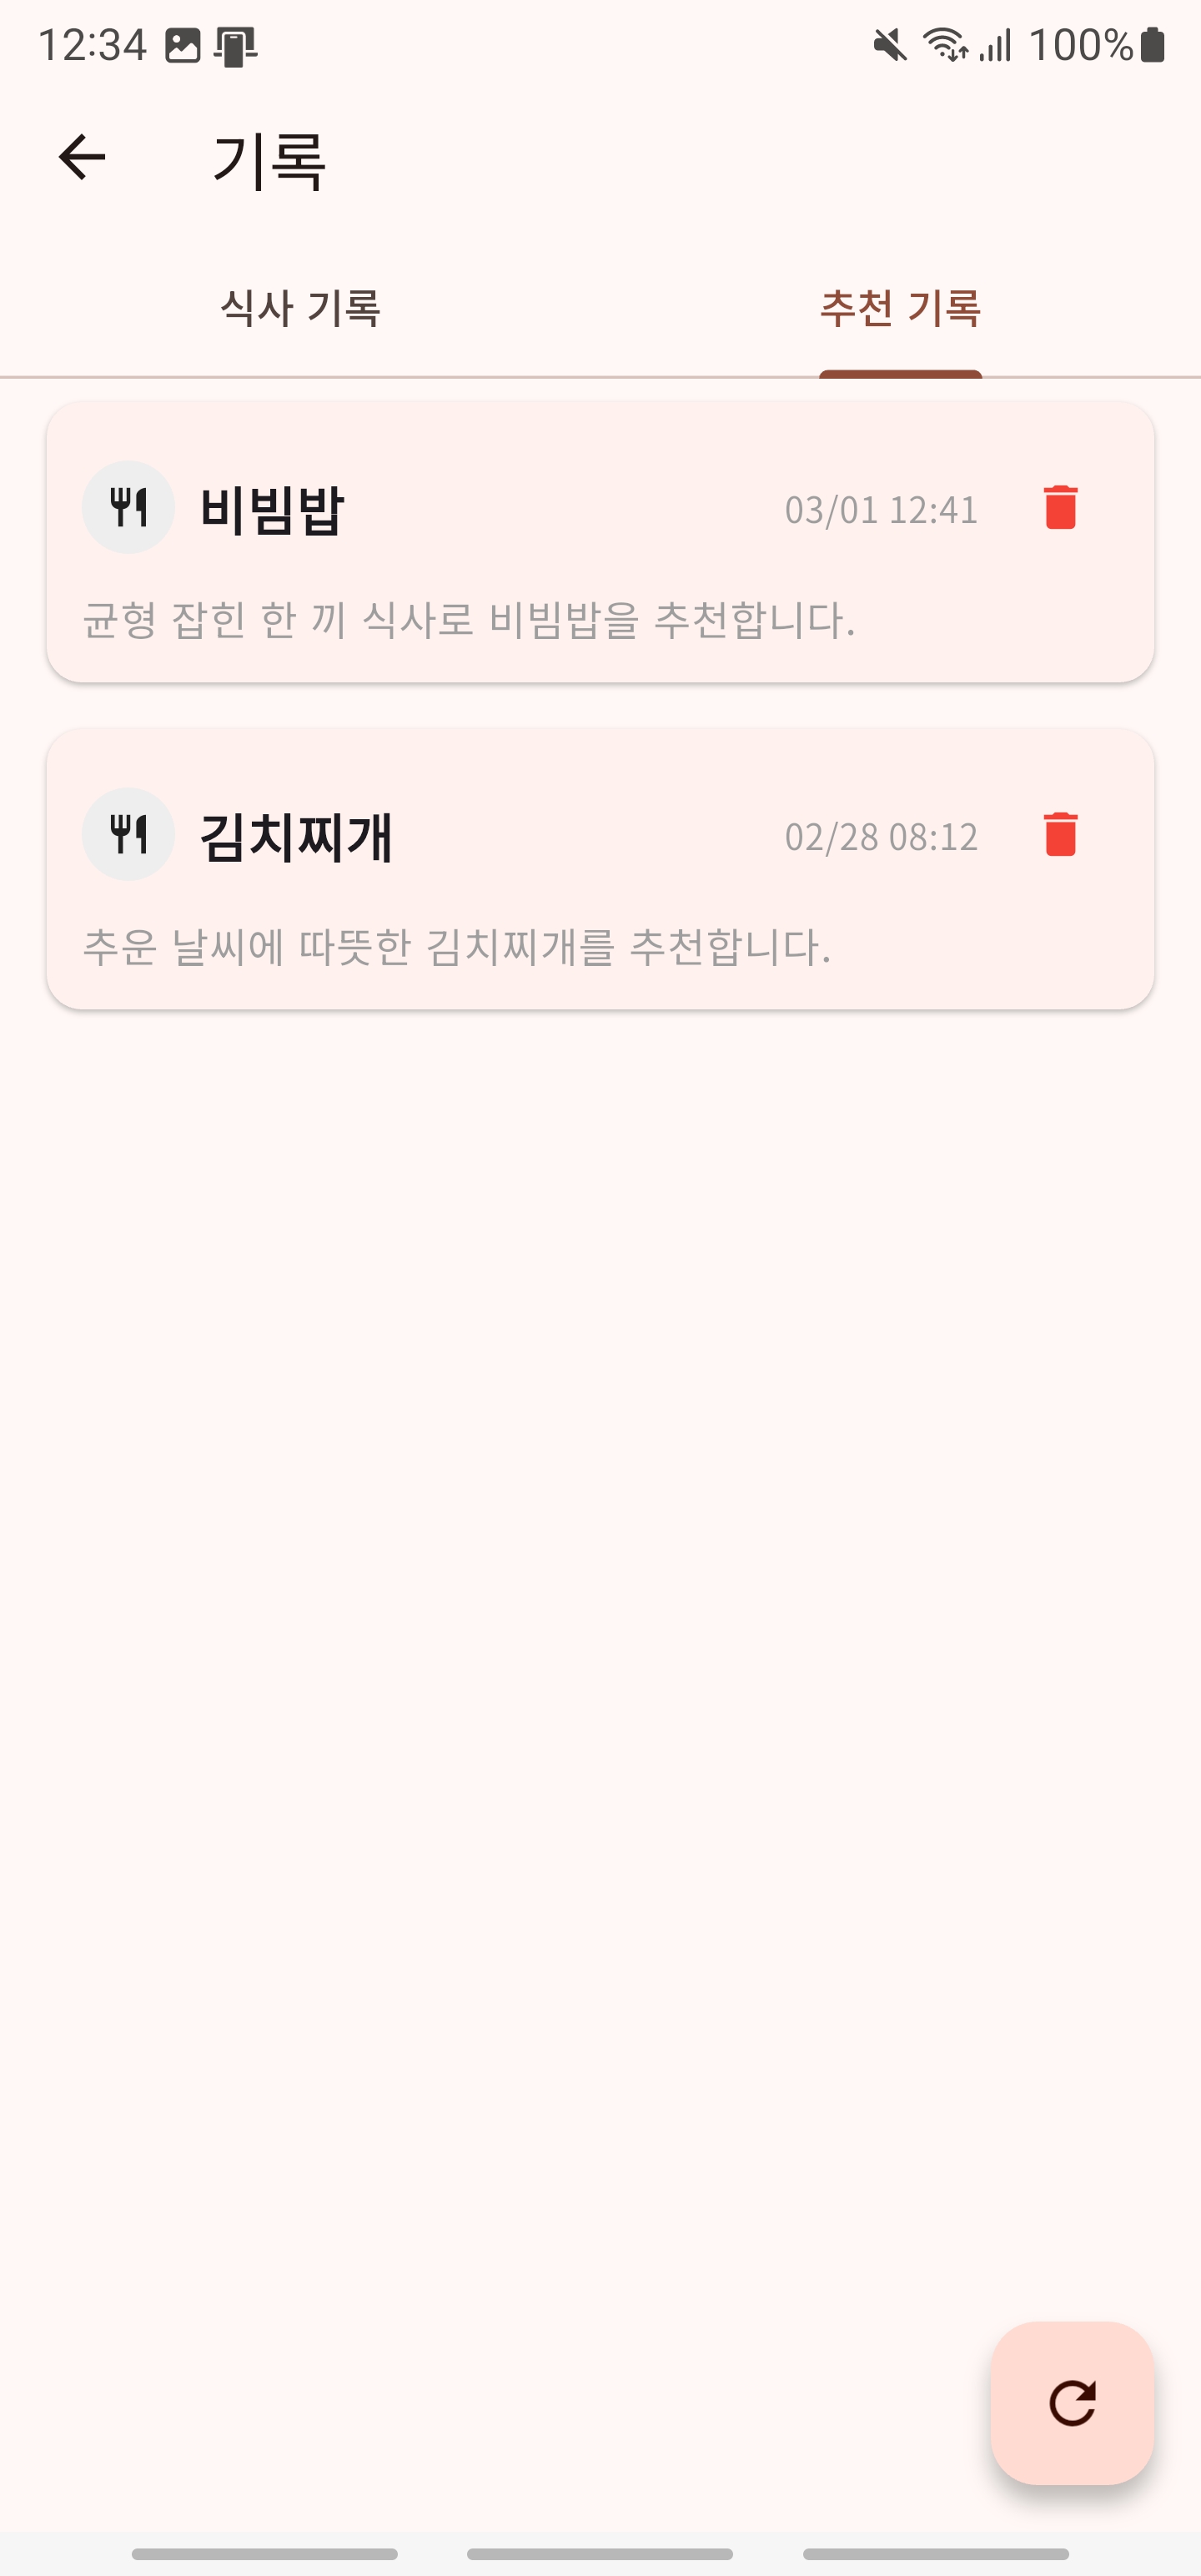 12:34 100%
기록
식사 기록 추천 기록
비빔밥 03/01 12:41
균형 잡힌 한 끼 식사로 비빔밥을 추천합니다.
김치찌개 02/28 08:12
추운 날씨에 따뜻한 김치찌개를 추천합니다.